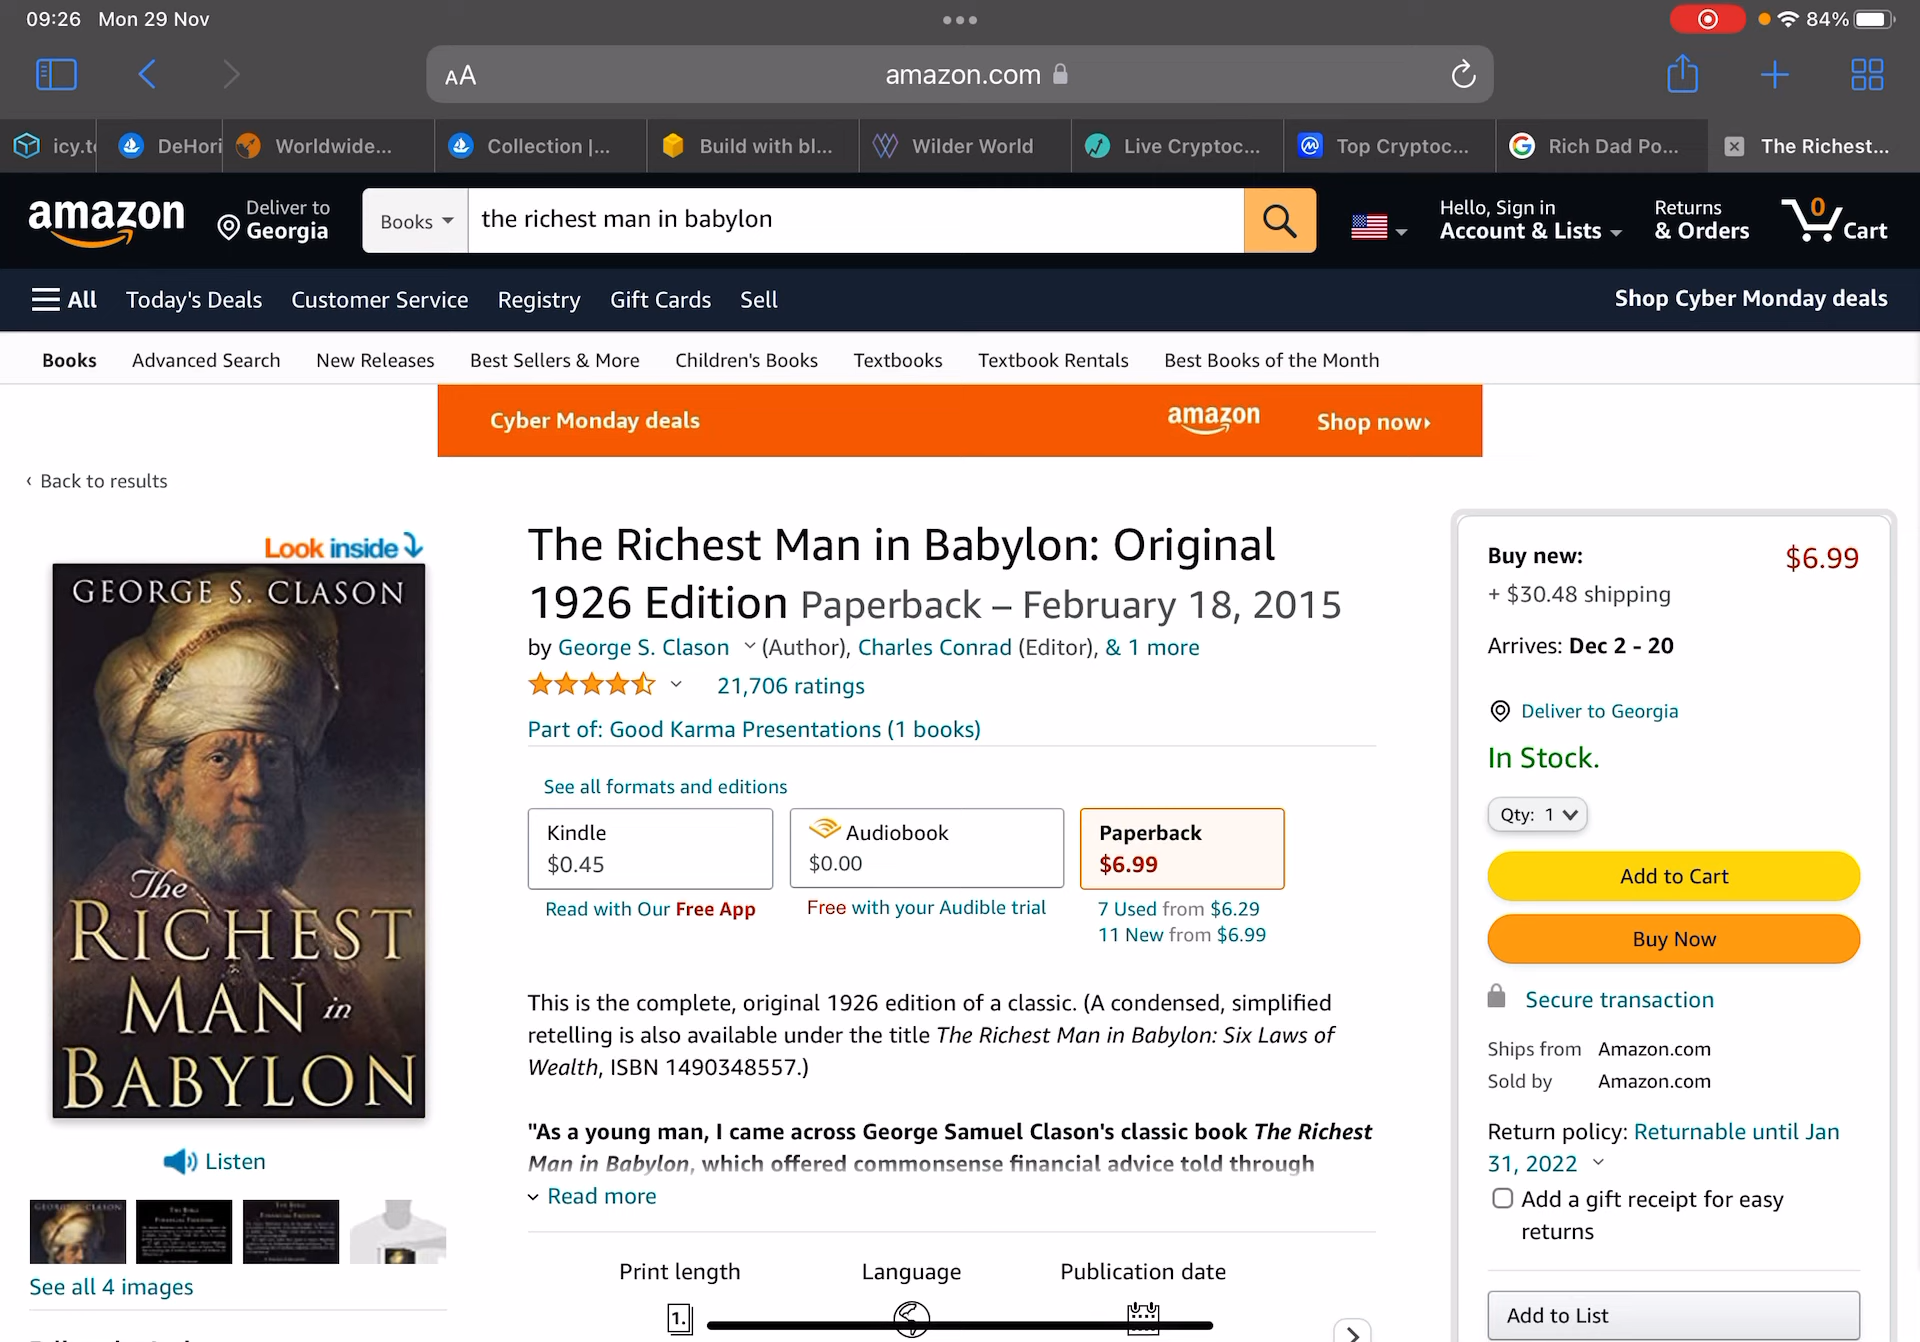 09:26 Mon 29 Nov
84%
AA
amazon.com
icy.t
DeHori
Worldwide...
Collection |...
Build with bl...
Wilder World
Live Cryptoc...
Top Cryptoc...
Rich Dad Po...
The Richest...
amazon
Deliver to
Georgia
Books
the richest man in babylon
Hello, Sign in
Account & Lists
Returns
& Orders
0
Cart
All
Today's Deals
Customer Service
Registry
Gift Cards
Sell
Shop Cyber Monday deals
Books
Advanced Search
New Releases
Best Sellers & More
Children's Books
Textbooks
Textbook Rentals
Best Books of the Month
Cyber Monday deals
amazon
Shop now
‹ Back to results
Look inside
GEORGE S. CLASON
The
RICHEST
MAN in
BABYLON
Listen
See all 4 images
The Richest Man in Babylon: Original
1926 Edition Paperback – February 18, 2015
by George S. Clason (Author), Charles Conrad (Editor), & 1 more
21,706 ratings
Part of: Good Karma Presentations (1 books)
See all formats and editions
Kindle
$0.45
Read with Our Free App
Audiobook
$0.00
Free with your Audible trial
Paperback
$6.99
7 Used from $6.29
11 New from $6.99
This is the complete, original 1926 edition of a classic. (A condensed, simplified
retelling is also available under the title The Richest Man in Babylon: Six Laws of
Wealth, ISBN 1490348557.)
"As a young man, I came across George Samuel Clason's classic book The Richest
Man in Babylon, which offered commonsense financial advice told through
Read more
Print length
Language
Publication date
1.
Buy new:
$6.99
+ $30.48 shipping
Arrives: Dec 2 - 20
Deliver to Georgia
In Stock.
Qty: 1
Add to Cart
Buy Now
Secure transaction
Ships from Amazon.com
Sold by Amazon.com
Return policy: Returnable until Jan
31, 2022
Add a gift receipt for easy
returns
Add to List